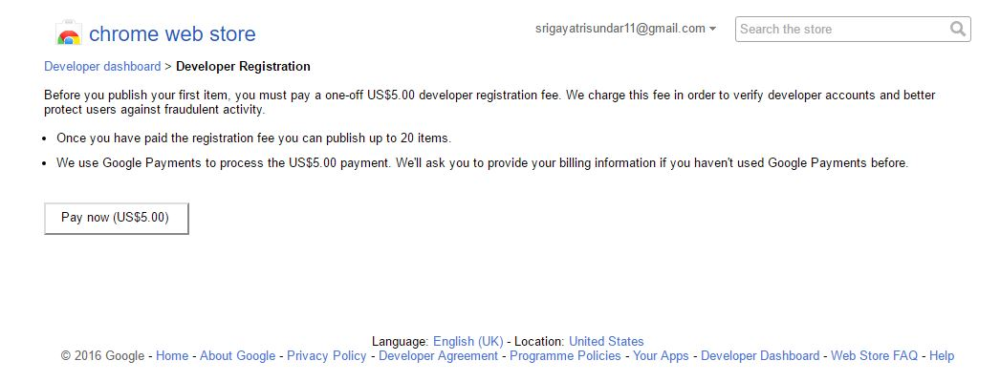 chrome web store
srigayatrisundar11@gmail.com
Search the store
Developer dashboard > Developer Registration
Before you publish your first item, you must pay a one-off US$5.00 developer registration fee. We charge this fee in order to verify developer accounts and better
protect users against fraudulent activity.
• Once you have paid the registration fee you can publish up to 20 items.
• We use Google Payments to process the US$5.00 payment. We'll ask you to provide your billing information if you haven't used Google Payments before.
Pay now (US$5.00)
Language: English (UK) - Location: United States
© 2016 Google - Home - About Google - Privacy Policy - Developer Agreement - Programme Policies - Your Apps - Developer Dashboard - Web Store FAQ - Help